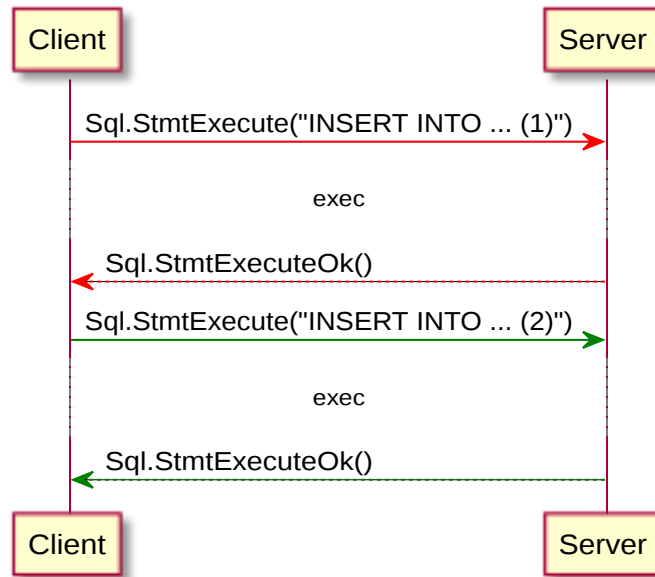 Client Server
Sql.StmtExecute("INSERT INTO ... (1)")
exec
Sql.StmtExecuteOk()
Sql.StmtExecute("INSERT INTO ... (2)")
exec
Sql.StmtExecuteOk()
Client Server